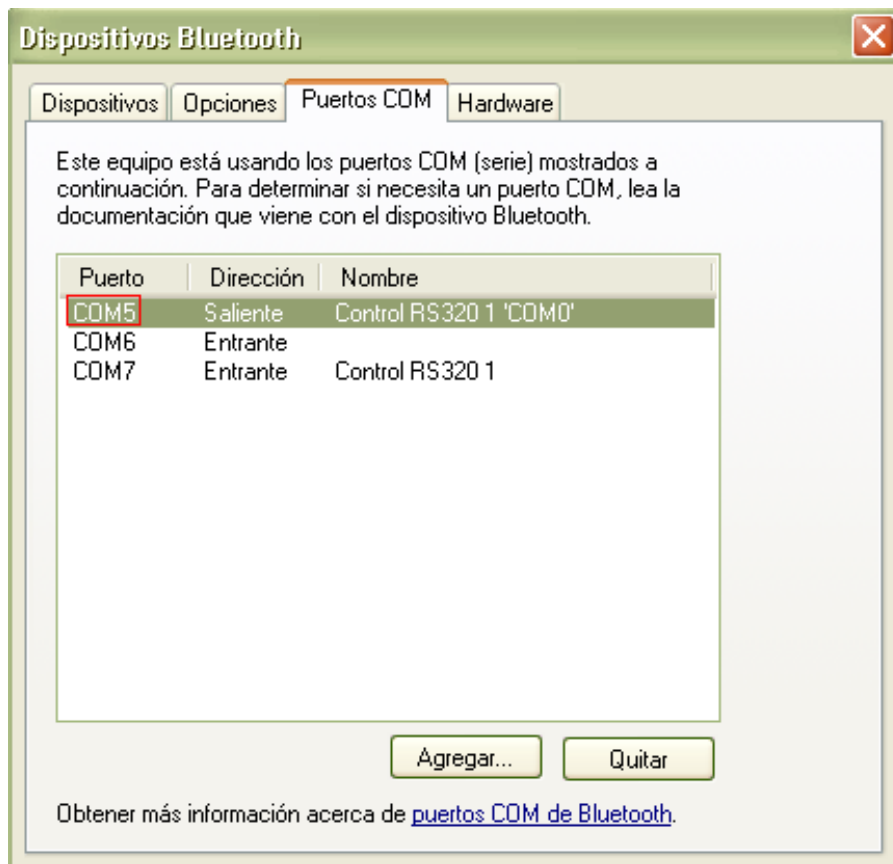 Dispositivos Bluetooth
Dispositivos Opciones Puertos COM Hardware
Este equipo está usando los puertos COM (serie) mostrados a
continuación. Para determinar si necesita un puerto COM, lea la
documentación que viene con el dispositivo Bluetooth.
Puerto Dirección Nombre
COM5 Saliente Control RS320 1 'COM0'
COM6 Entrante
COM7 Entrante Control RS320 1
Agregar... Quitar
Obtener más información acerca de puertos COM de Bluetooth.